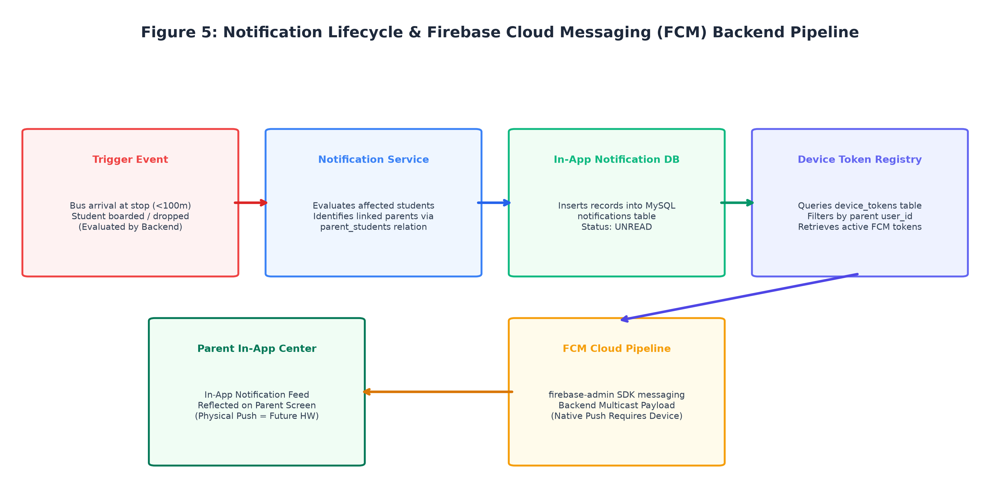 Figure 5: Notification Lifecycle & Firebase Cloud Messaging (FCM) Backend Pipeline
Trigger Event
Bus arrival at stop (<100m)
Student boarded / dropped
(Evaluated by Backend)
Notification Service
Evaluates affected students
Identifies linked parents via
parent_students relation
In-App Notification DB
Inserts records into MySQL
notifications table
Status: UNREAD
Device Token Registry
Queries device_tokens table
Filters by parent user_id
Retrieves active FCM tokens
Parent In-App Center
In-App Notification Feed
Reflected on Parent Screen
(Physical Push = Future HW)
FCM Cloud Pipeline
firebase-admin SDK messaging
Backend Multicast Payload
(Native Push Requires Device)